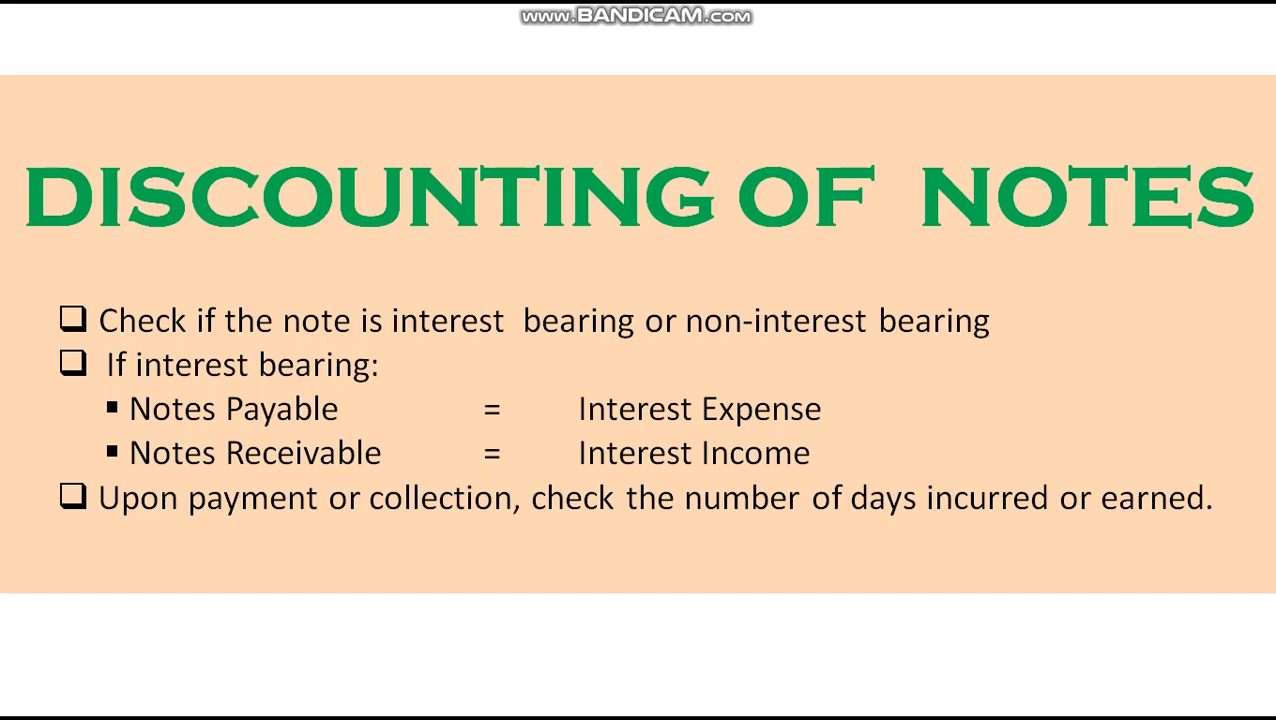 www.BANDICAM.com
DISCOUNTING OF NOTES
❑ Check if the note is interest bearing or non-interest bearing
❑ If interest bearing:
▪ Notes Payable = Interest Expense
▪ Notes Receivable = Interest Income
❑ Upon payment or collection, check the number of days incurred or earned.